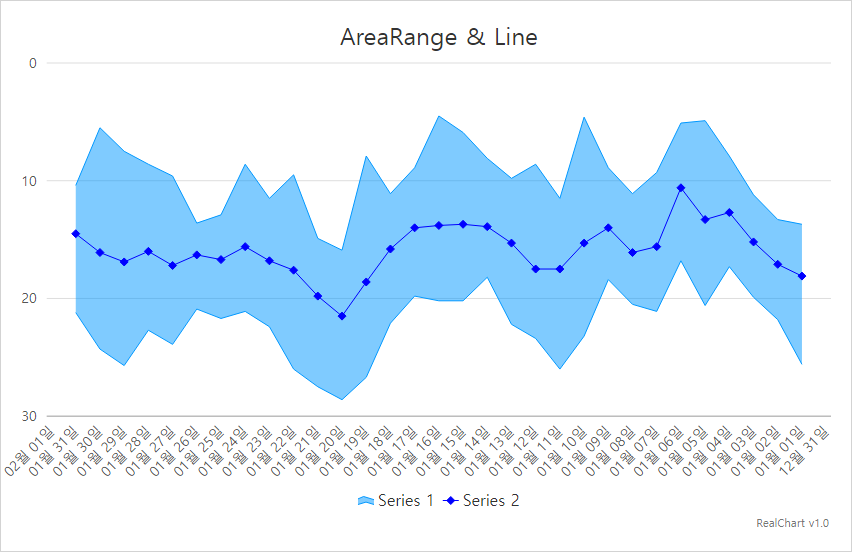 AreaRange & Line
0
10
20
30
02월 01일
01월 31일
01월 30일
01월 29일
01월 28일
01월 27일
01월 26일
01월 25일
01월 24일
01월 23일
01월 22일
01월 21일
01월 20일
01월 19일
01월 18일
01월 17일
01월 16일
01월 15일
01월 14일
01월 13일
01월 12일
01월 11일
01월 10일
01월 09일
01월 08일
01월 07일
01월 06일
01월 05일
01월 04일
01월 03일
01월 02일
01월 01일
12월 31일
Series 1 Series 2
RealChart v1.0